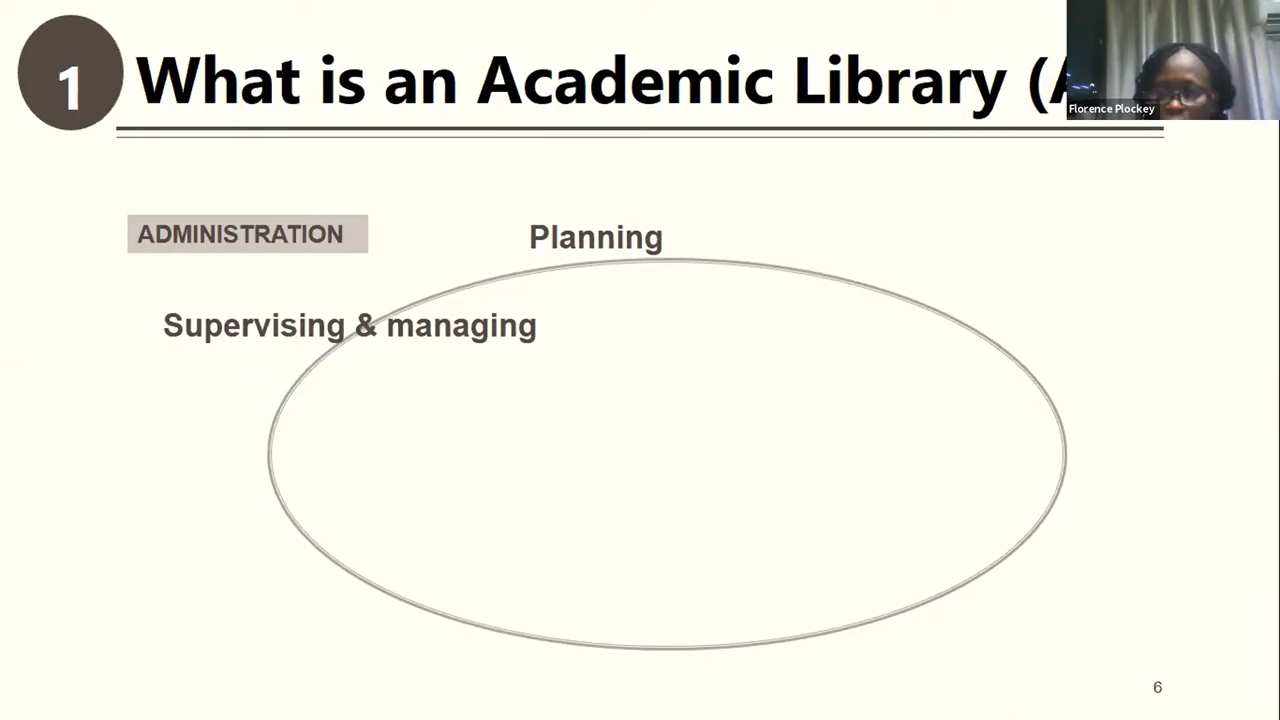 1
What is an Academic Library (
Florence Plockey
ADMINISTRATION
Planning
Supervising & managing
6